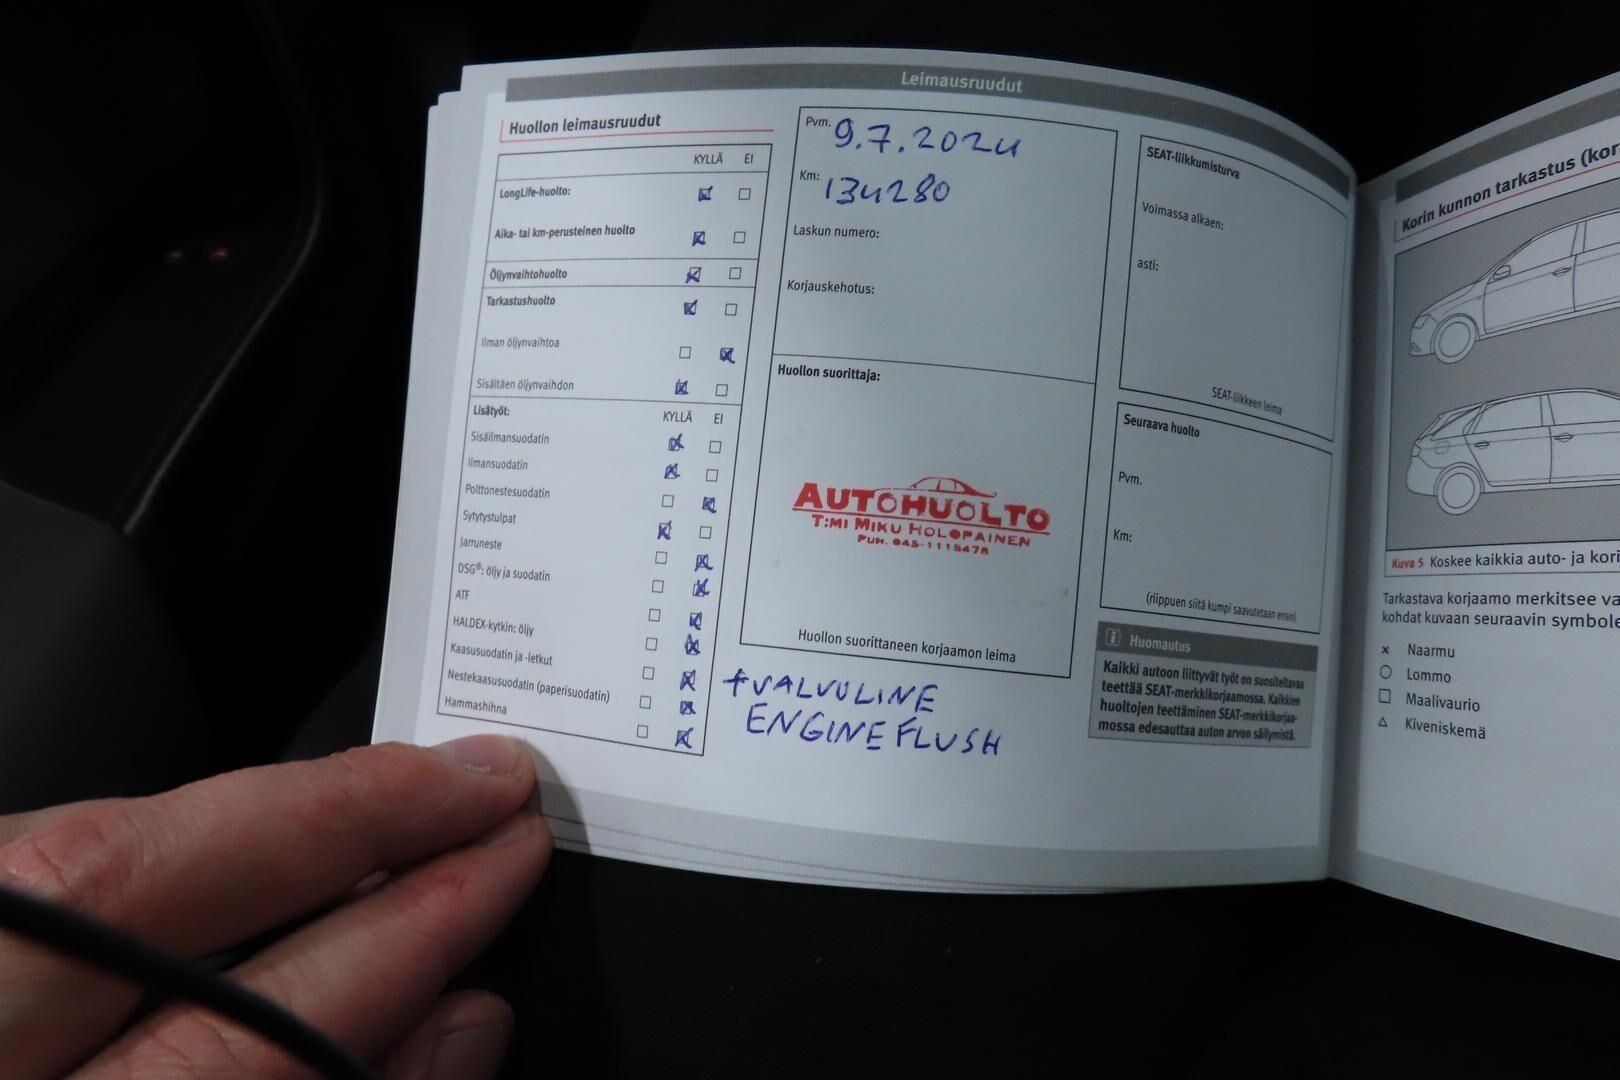 Leimausruudut
Huollon leimausruudut
KYLLÄ EI
LongLife-huolto:
Aika- tai km-perusteinen huolto
Öljynvaihtohuolto
Tarkastushuolto
Ilman öljynvaihtoa
Sisältäen öljynvaihdon
Lisätyöt: KYLLÄ EI
Sisäilmansuodatin
Ilmansuodatin
Polttonestesuodatin
Sytytystulpat
Jarruneste
DSG®: öljy ja suodatin
ATF
HALDEX-kytkin: öljy
Kaasusuodatin ja -letkut
Nestekaasusuodatin (paperisuodatin)
Hammashihna
Pvm. 9.7.2024
Km: 134280
Laskun numero:
Korjauskehotus:
Huollon suorittaja:
AUTOHUOLTO
T:MI MIKU HOLOPAINEN
PUH. 045-1115478
Huollon suorittaneen korjaamon leima
+VALVULINE
ENGINE FLUSH
SEAT-liikkumisturva
Voimassa alkaen:
asti:
SEAT-liikkeen leima
Seuraava huolto
Pvm.
Km:
(riippuen siitä kumpi saavutetaan ensin)
i Huomautus
Kaikki autoon liittyvät työt on suositeltavaa
teettää SEAT-merkkikorjaamossa. Kaikkien
huoltojen teettäminen SEAT-merkkikorjaa-
mossa edesauttaa auton arvon säilymistä.
Korin kunnon tarkastus (kor
Kuva 5 Koskee kaikkia auto- ja kori
Tarkastava korjaamo merkitsee va
kohdat kuvaan seuraavin symbole
× Naarmu
○ Lommo
□ Maalivaurio
△ Kiveniskemä